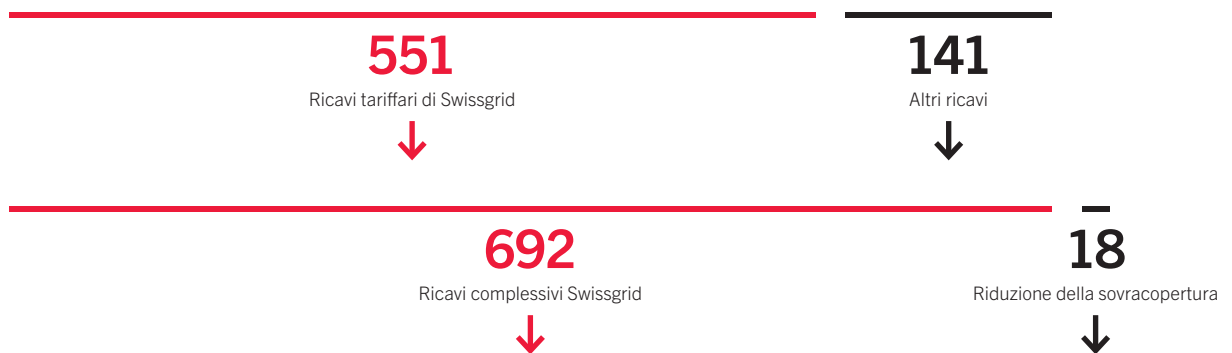 551
141
Ricavi tariffari di Swissgrid
Altri ricavi
692
18
Ricavi complessivi Swissgrid
Riduzione della sovracopertura